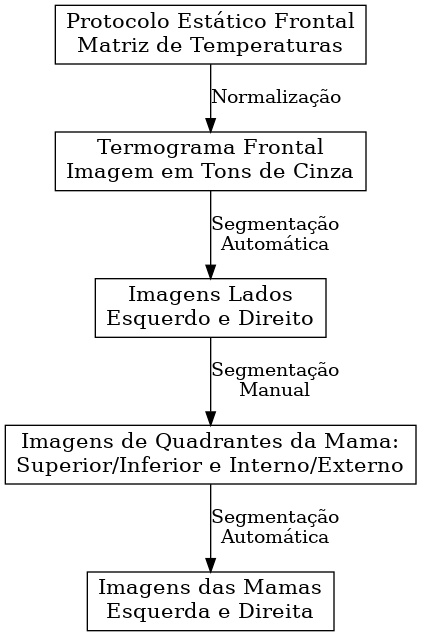 Protocolo Estático Frontal
Matriz de Temperaturas
Normalização
Termograma Frontal
Imagem em Tons de Cinza
Segmentação
Automática
Imagens Lados
Esquerdo e Direito
Segmentação
Manual
Imagens de Quadrantes da Mama:
Superior/Inferior e Interno/Externo
Segmentação
Automática
Imagens das Mamas
Esquerda e Direita